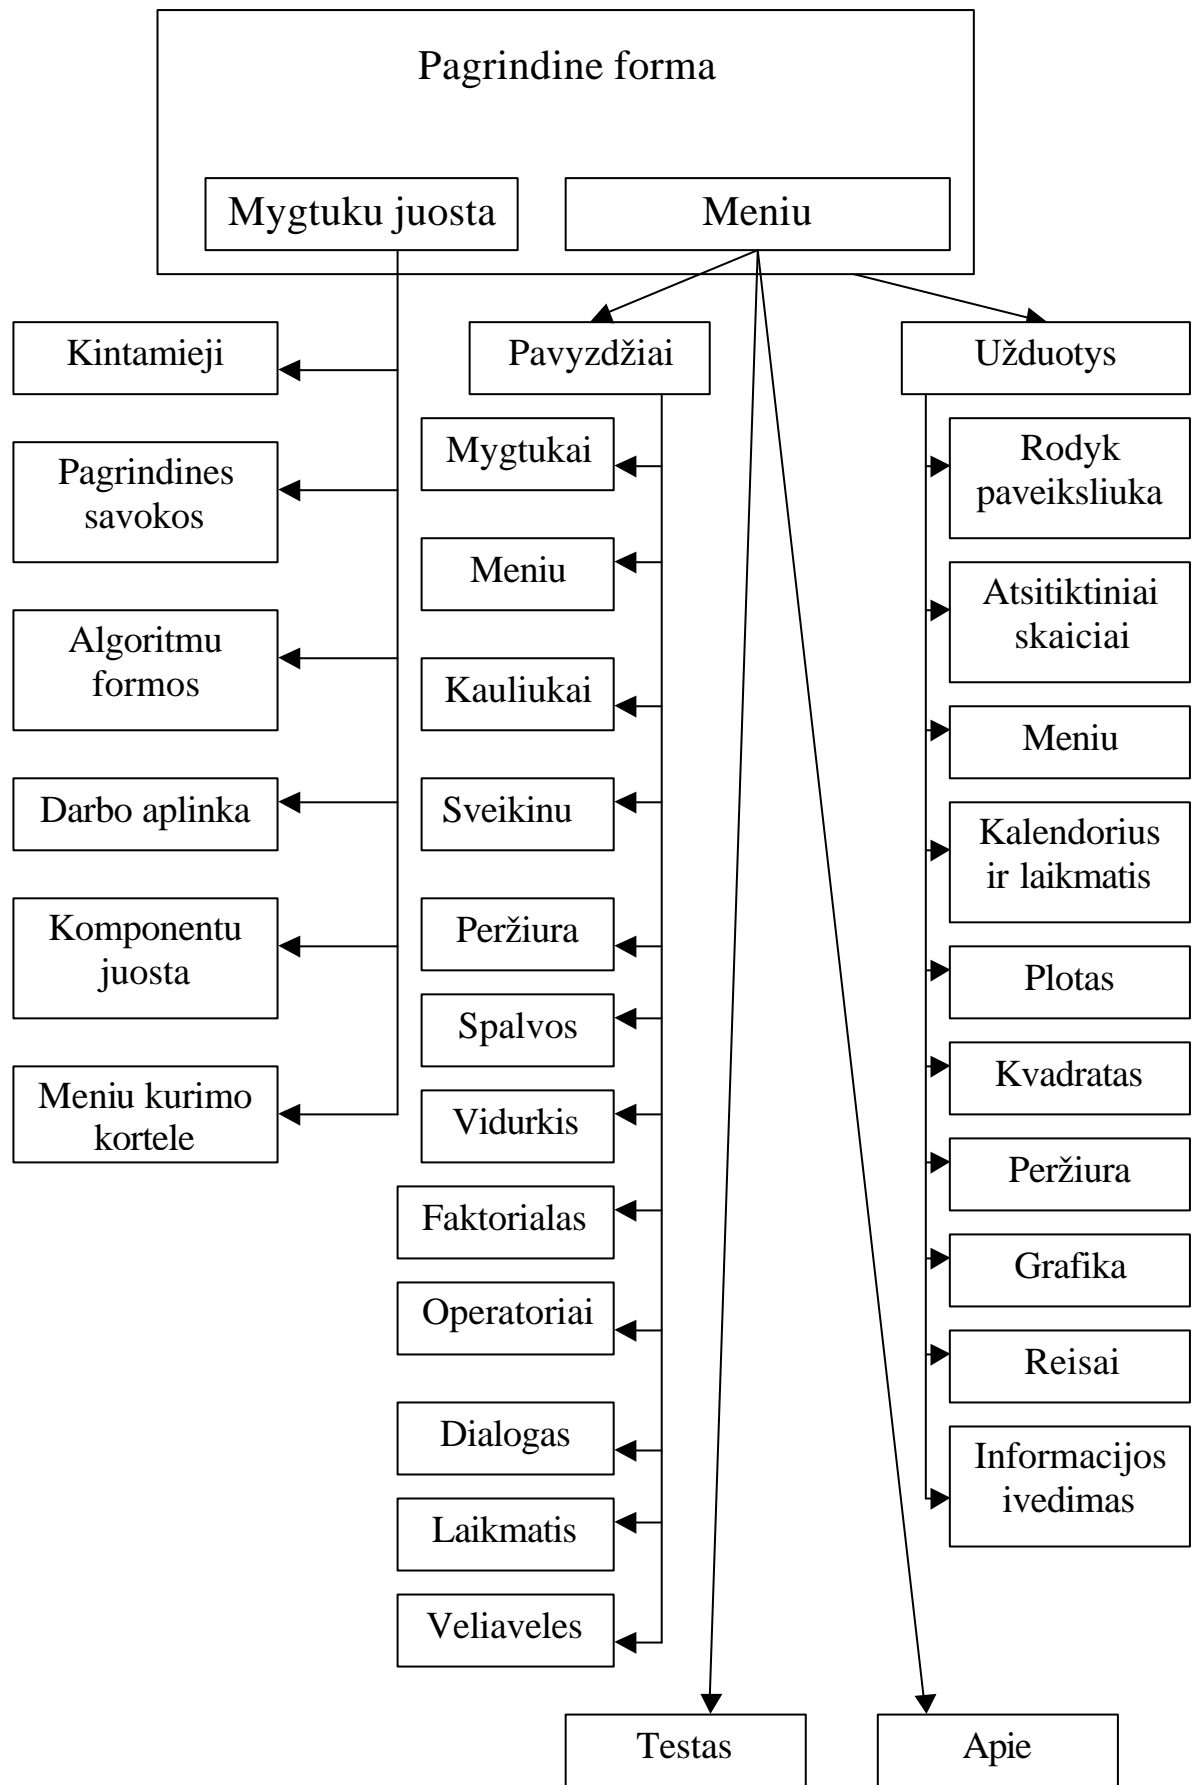 Pagrindine forma
Mygtuku juosta
Meniu
Kintamieji
Pagrindines
savokos
Algoritmu
formos
Darbo aplinka
Komponentu
juosta
Meniu kurimo
kortele
Pavyzdžiai
Mygtukai
Meniu
Kauliukai
Sveikinu
Peržiura
Spalvos
Vidurkis
Faktorialas
Operatoriai
Dialogas
Laikmatis
Veliaveles
Užduotys
Rodyk
paveiksliuka
Atsitiktiniai
skaiciai
Meniu
Kalendorius
ir laikmatis
Plotas
Kvadratas
Peržiura
Grafika
Reisai
Informacijos
ivedimas
Testas
Apie